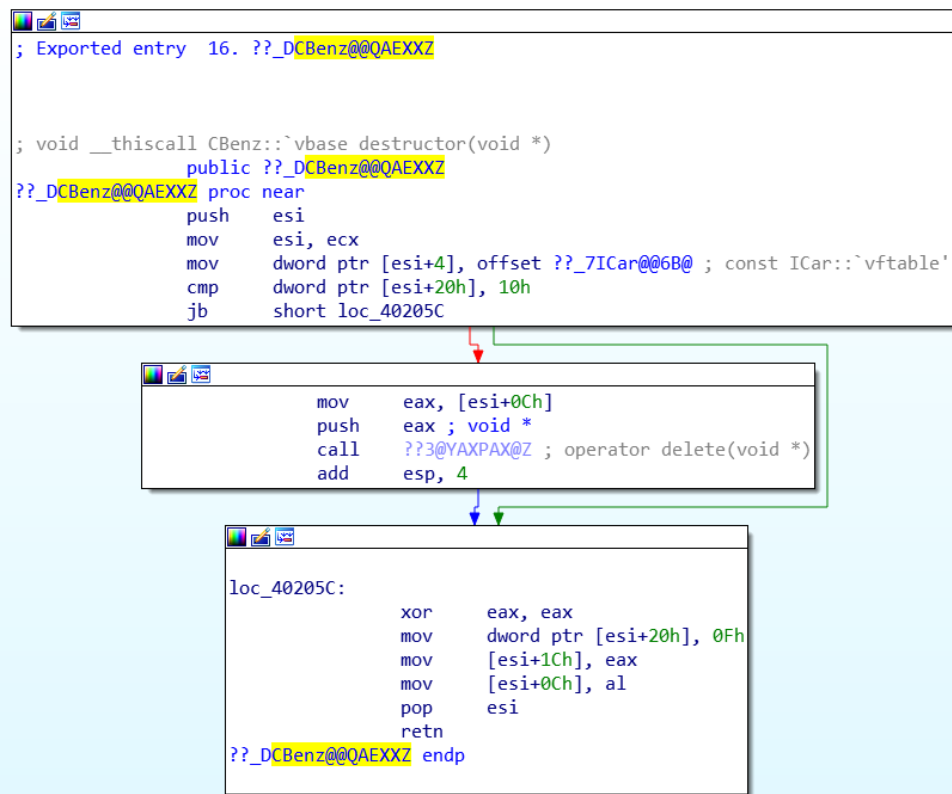 ; Exported entry  16. ??_DCBenz@@QAEXXZ
; void __thiscall CBenz::`vbase destructor(void *)
public ??_DCBenz@@QAEXXZ
??_DCBenz@@QAEXXZ proc near
push    esi
mov     esi, ecx
mov     dword ptr [esi+4], offset ??_7ICar@@6B@ ; const ICar::`vftable'
cmp     dword ptr [esi+20h], 10h
jb      short loc_40205C
mov     eax, [esi+0Ch]
push    eax ; void *
call    ??3@YAXPAX@Z ; operator delete(void *)
add     esp, 4
loc_40205C:
xor     eax, eax
mov     dword ptr [esi+20h], 0Fh
mov     [esi+1Ch], eax
mov     [esi+0Ch], al
pop     esi
retn
??_DCBenz@@QAEXXZ endp